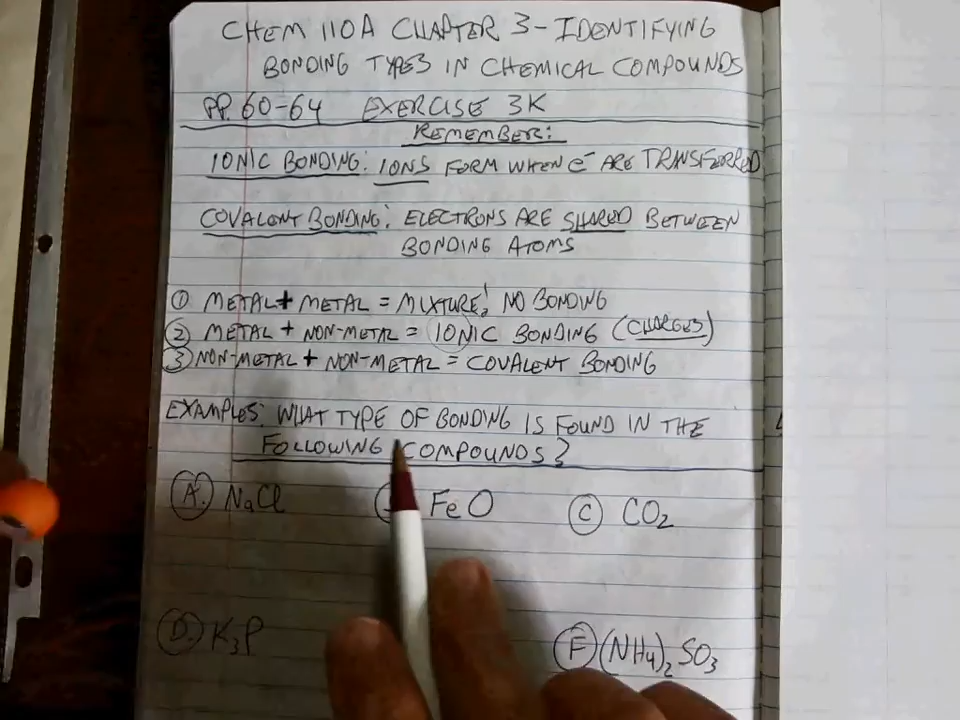 CHEM 110A CHAPTER 3 - IDENTIFYING
BONDING TYPES IN CHEMICAL COMPOUNDS
PP. 60-64 EXERCISE 3K
REMEMBER:
IONIC BONDING: IONS FORM WHEN e⁻ ARE TRANSFERRED
COVALENT BONDING: ELECTRONS ARE SHARED BETWEEN
BONDING ATOMS
① METAL + METAL = MIXTURE; NO BONDING
② METAL + NON-METAL = IONIC BONDING (CHARGES)
③ NON-METAL + NON-METAL = COVALENT BONDING
EXAMPLES: WHAT TYPE OF BONDING IS FOUND IN THE
FOLLOWING COMPOUNDS?
A. NaCl FeO C CO₂
D. K₃P F (NH₄)₂SO₃